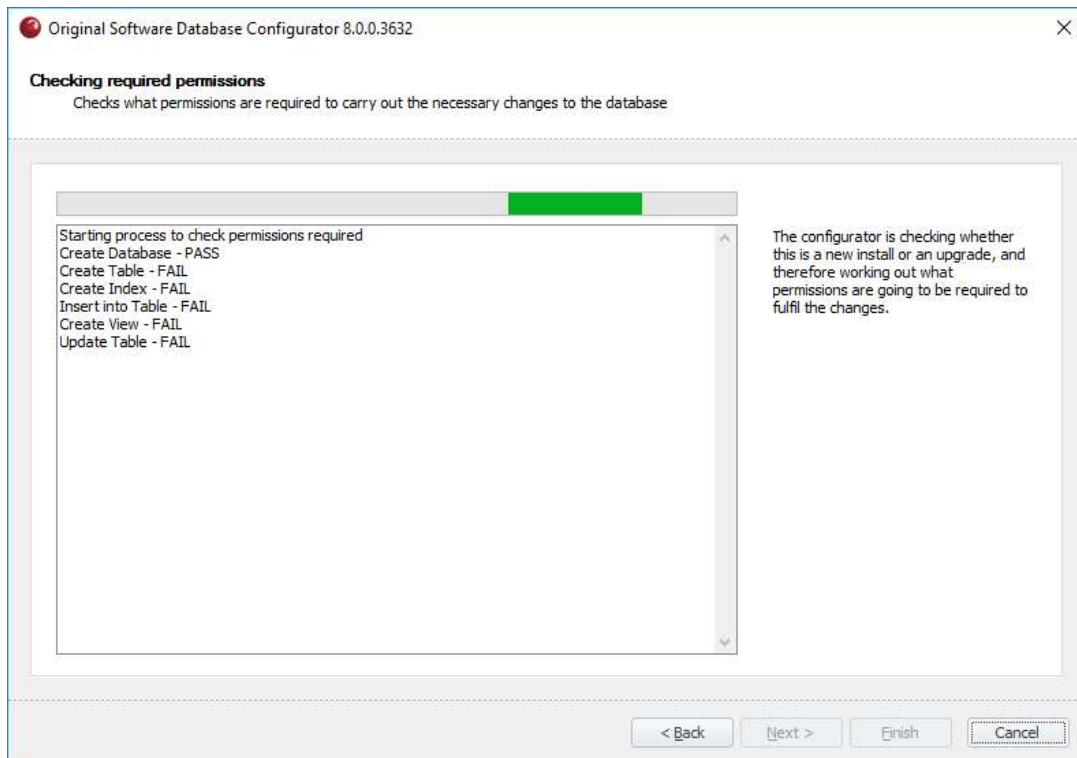 Original Software Database Configurator 8.0.0.3632
Checking required permissions
Checks what permissions are required to carry out the necessary changes to the database
Starting process to check permissions required
Create Database - PASS
Create Table - FAIL
Create Index - FAIL
Insert into Table - FAIL
Create View - FAIL
Update Table - FAIL
The configurator is checking whether
this is a new install or an upgrade, and
therefore working out what
permissions are going to be required to
fulfil the changes.
< Back
Next >
Finish
Cancel